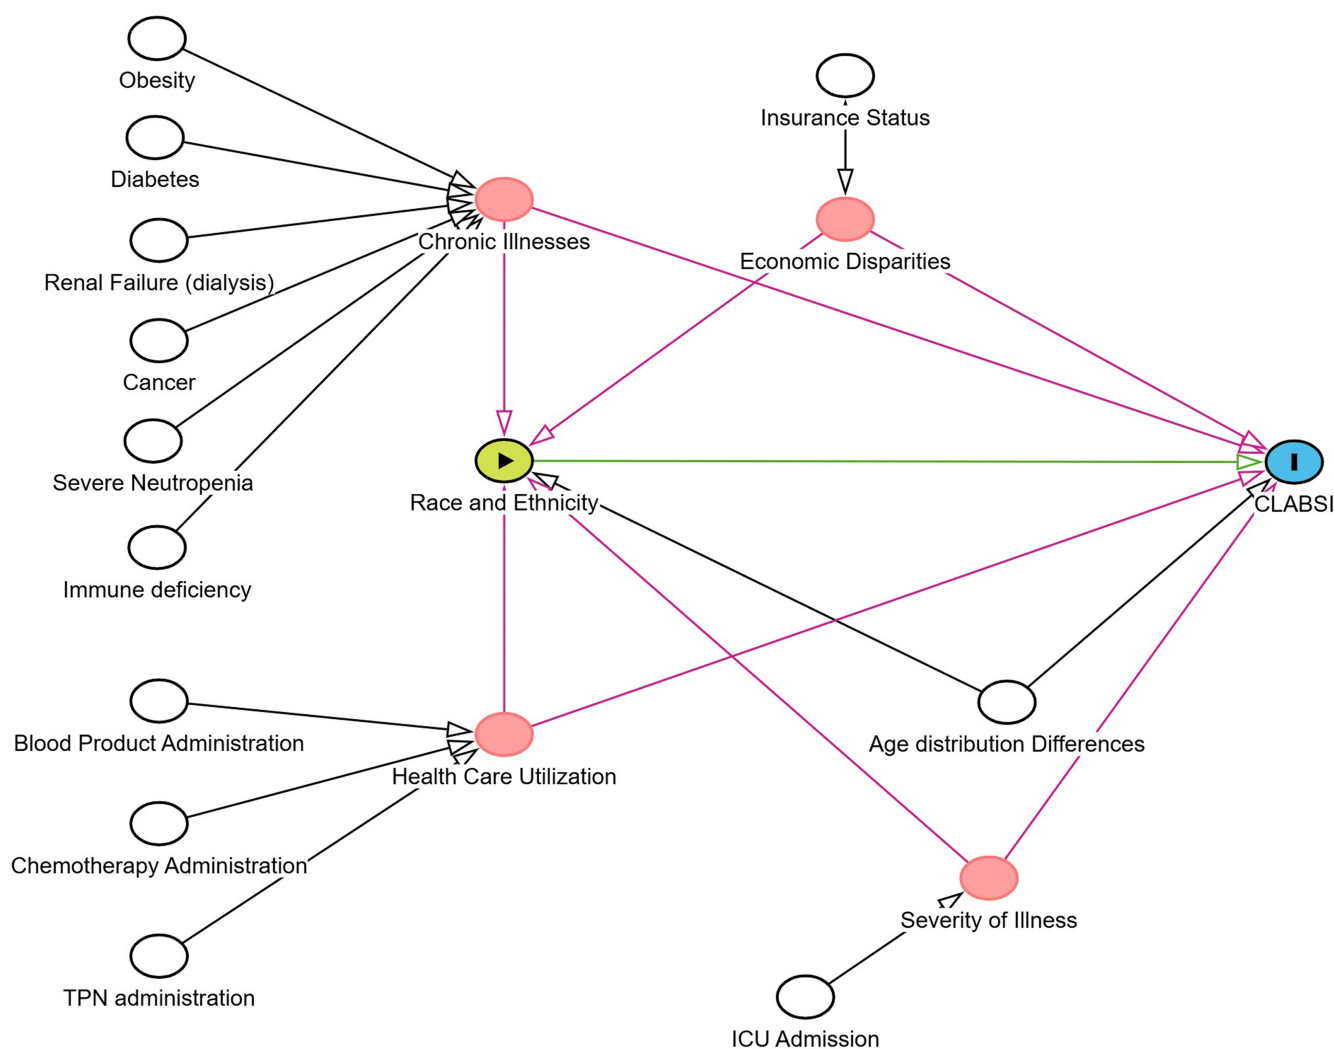 Obesity
Insurance Status
Diabetes
Chronic Illnesses
Economic Disparities
Renal Failure (dialysis)
Cancer
Severe Neutropenia
Race and Ethnicity
CLABSI
Immune deficiency
Blood Product Administration
Age distribution Differences
Health Care Utilization
Chemotherapy Administration
Severity of Illness
TPN administration
ICU Admission